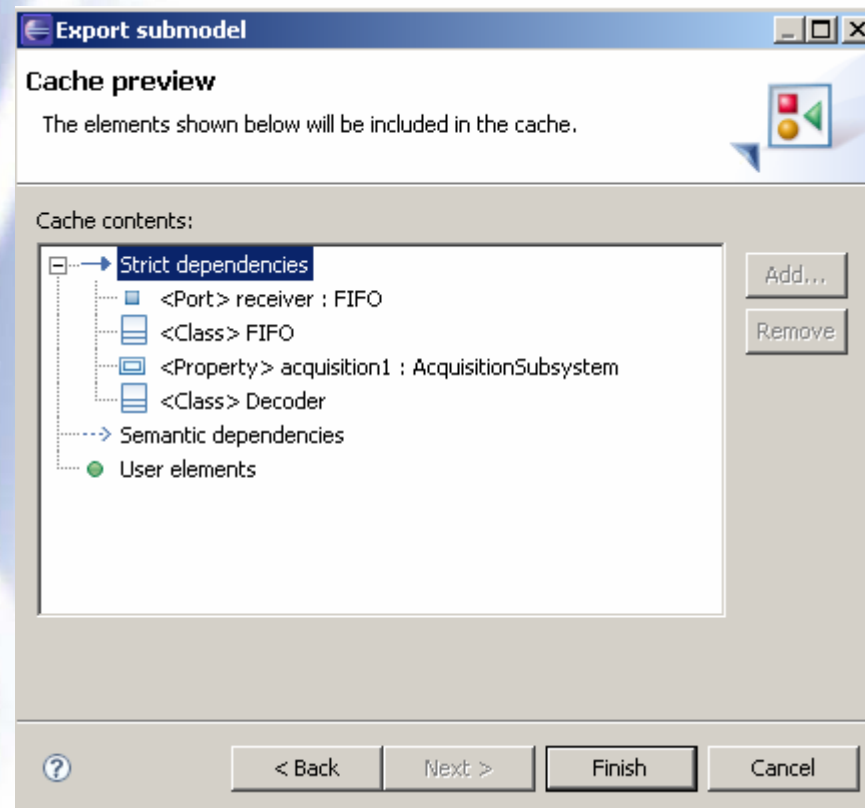 Export submodel
Cache preview
The elements shown below will be included in the cache.
Cache contents:
Strict dependencies
<Port> receiver : FIFO
<Class> FIFO
<Property> acquisition1 : AcquisitionSubsystem
<Class> Decoder
Semantic dependencies
User elements
Add...
Remove
? < Back Next > Finish Cancel